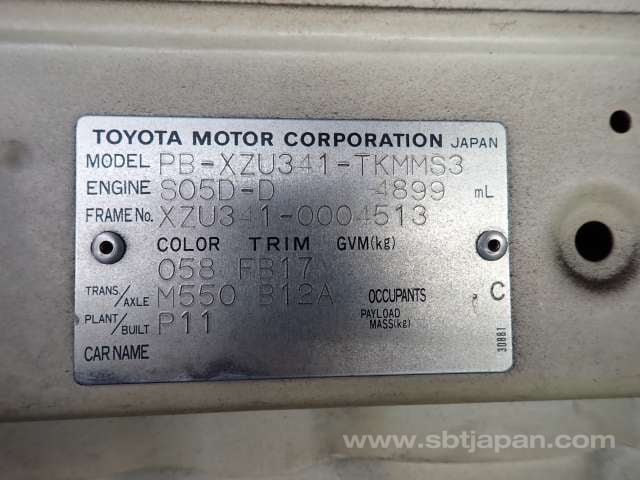 TOYOTA MOTOR CORPORATION JAPAN
MODEL PB-XZU341-TKMMS3
ENGINE S05D-D 4899 mL
FRAME No. XZU341-0004513
COLOR TRIM GVM(kg)
058 FB17
TRANS./AXLE M550 B12A OCCUPANTS C
PLANT/BUILT P11 PAYLOAD MASS(kg)
CAR NAME
30881
www.sbtjapan.com